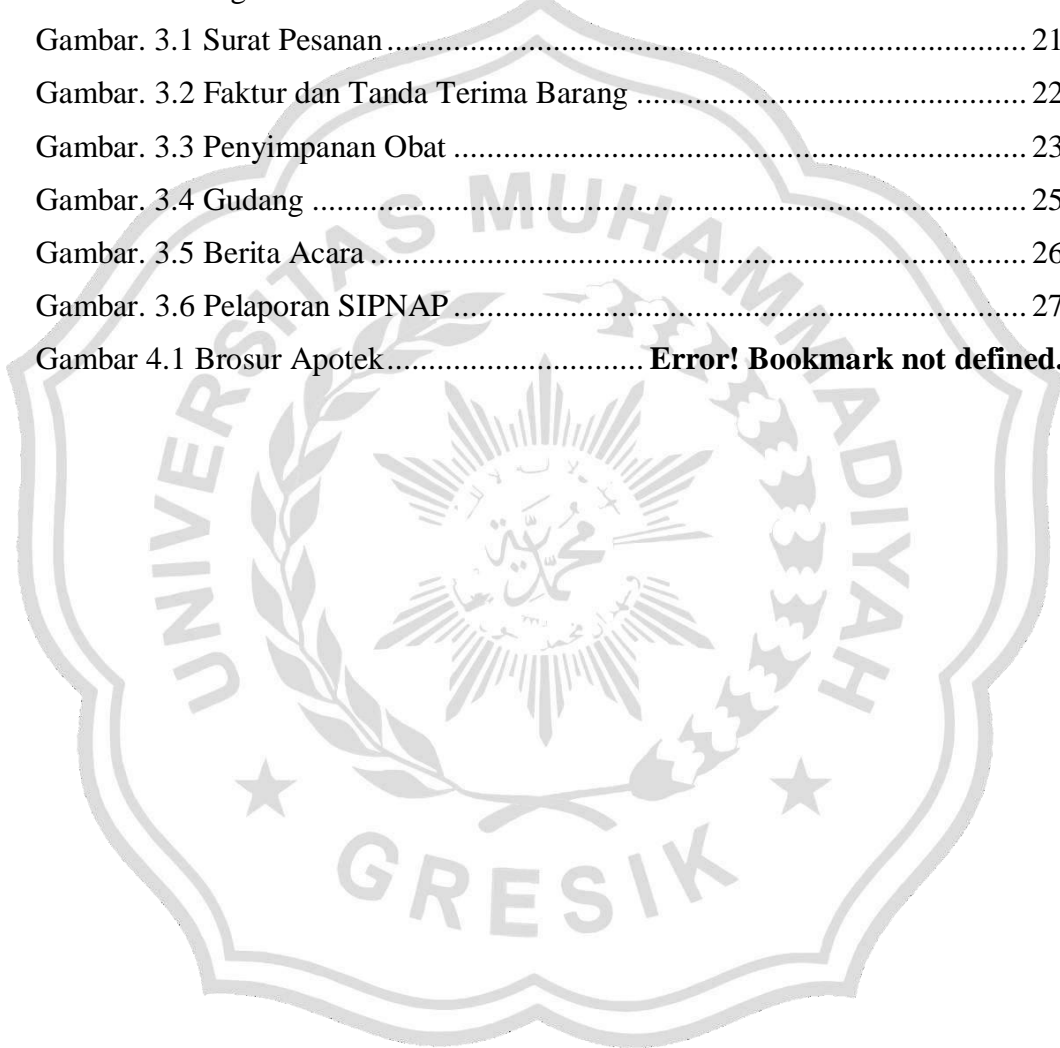 Gambar. 3.1 Surat Pesanan ............................................................................. 21
Gambar. 3.2 Faktur dan Tanda Terima Barang ............................................... 22
Gambar. 3.3 Penyimpanan Obat ..................................................................... 23
Gambar. 3.4 Gudang ...................................................................................... 25
Gambar. 3.5 Berita Acara ............................................................................... 26
Gambar. 3.6 Pelaporan SIPNAP ..................................................................... 27
Gambar 4.1 Brosur Apotek............................... Error! Bookmark not defined.
UNIVERSITAS MUHAMMADIYAH
GRESIK